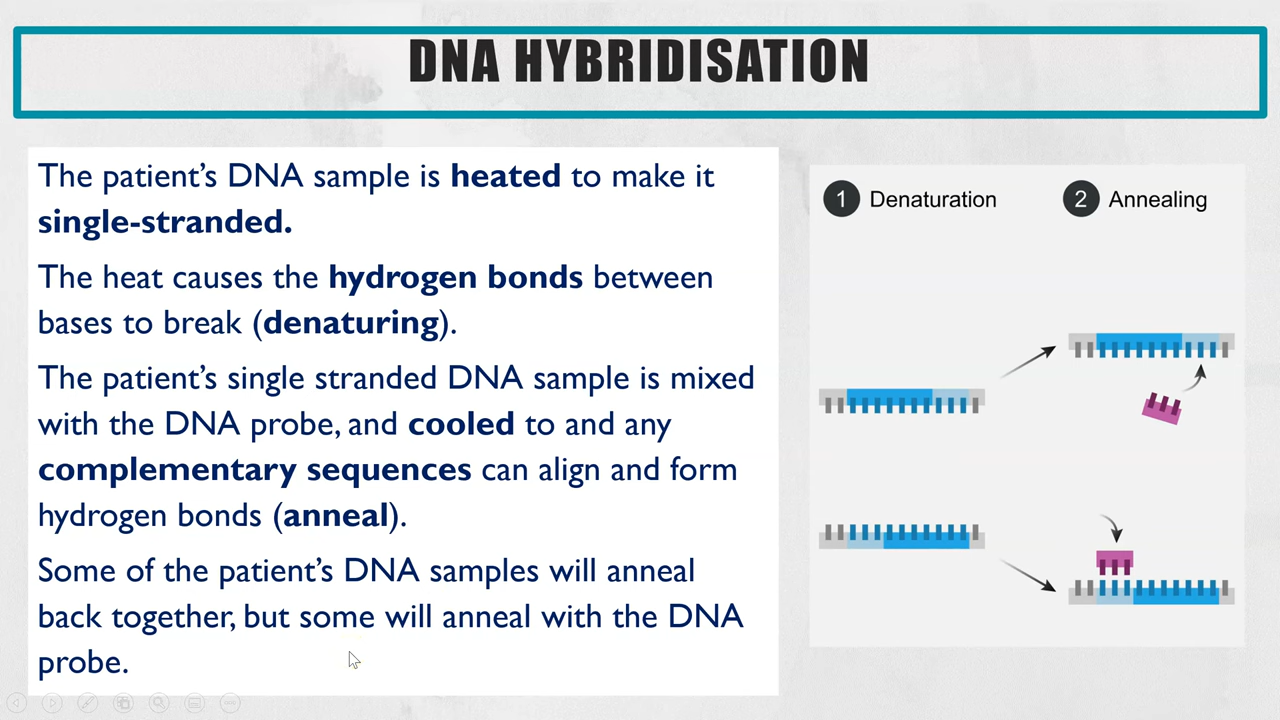 DNA HYBRIDISATION
The patient’s DNA sample is heated to make it
single-stranded.
The heat causes the hydrogen bonds between
bases to break (denaturing).
The patient’s single stranded DNA sample is mixed
with the DNA probe, and cooled to and any
complementary sequences can align and form
hydrogen bonds (anneal).
Some of the patient’s DNA samples will anneal
back together, but some will anneal with the DNA
probe.
1 Denaturation
2 Annealing